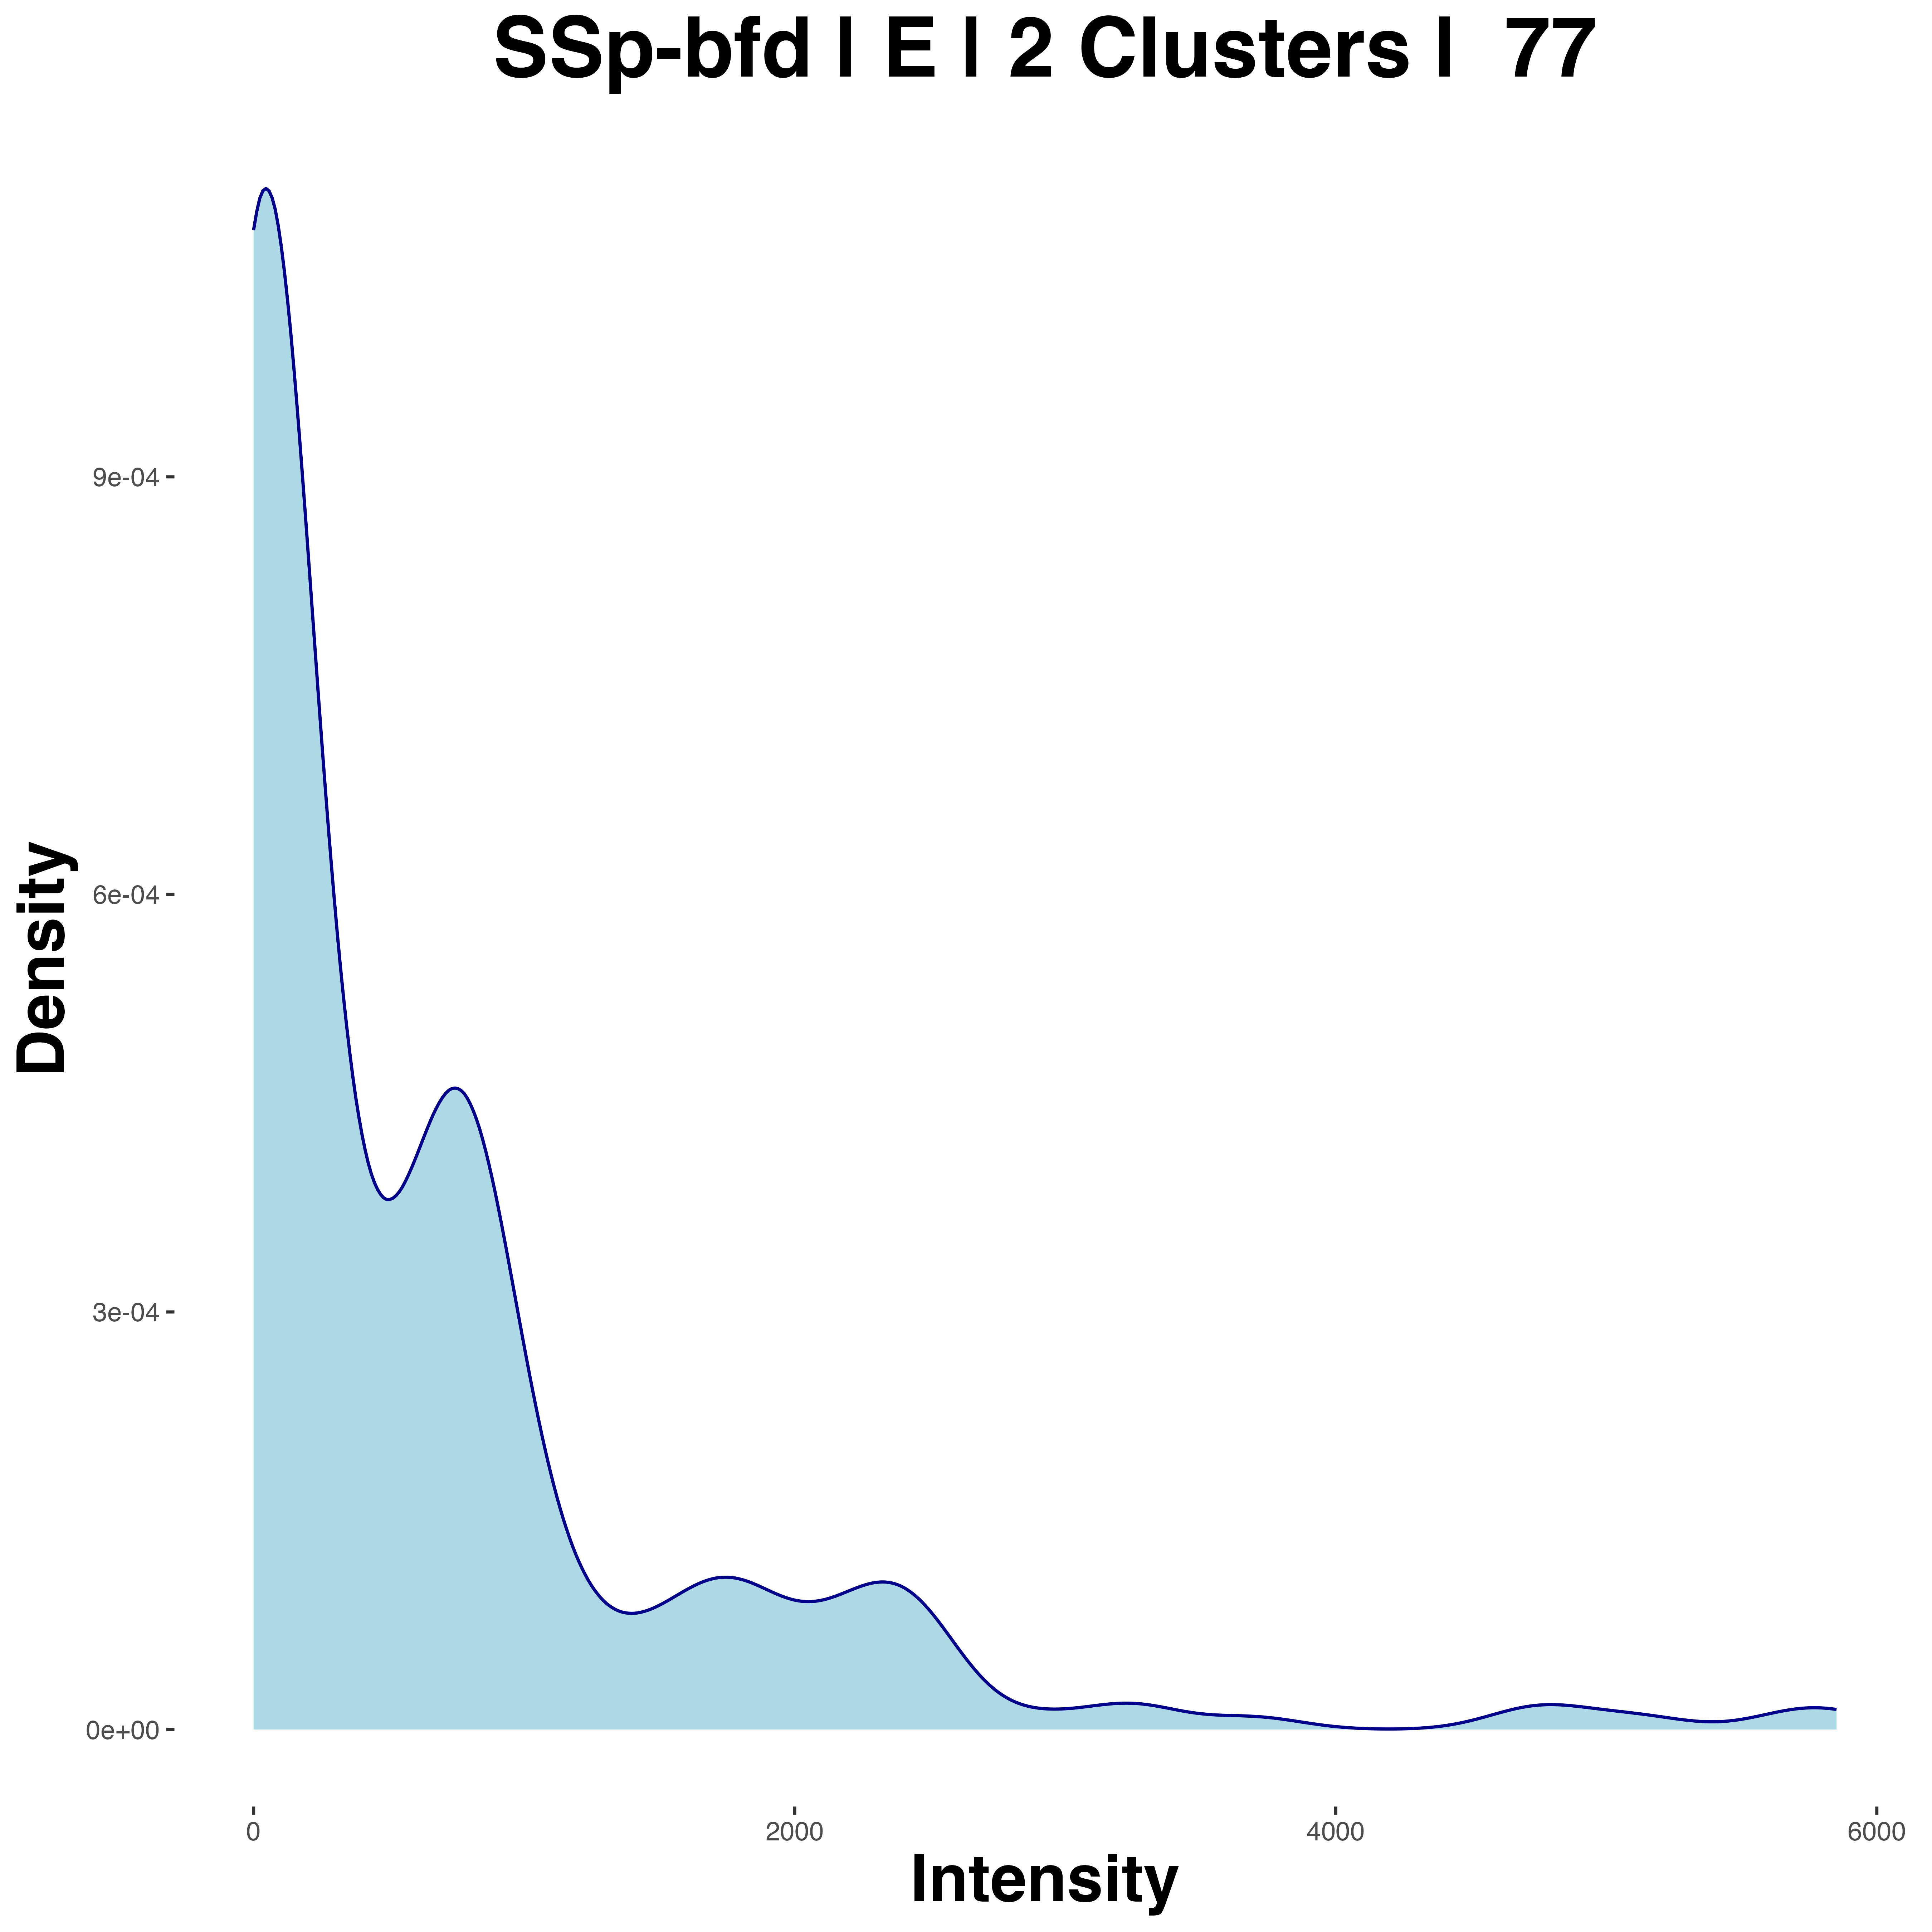 SSp-bfd | E | 2 Clusters | 77
Density
9e-04
6e-04
3e-04
0e+00
0
2000
4000
6000
Intensity